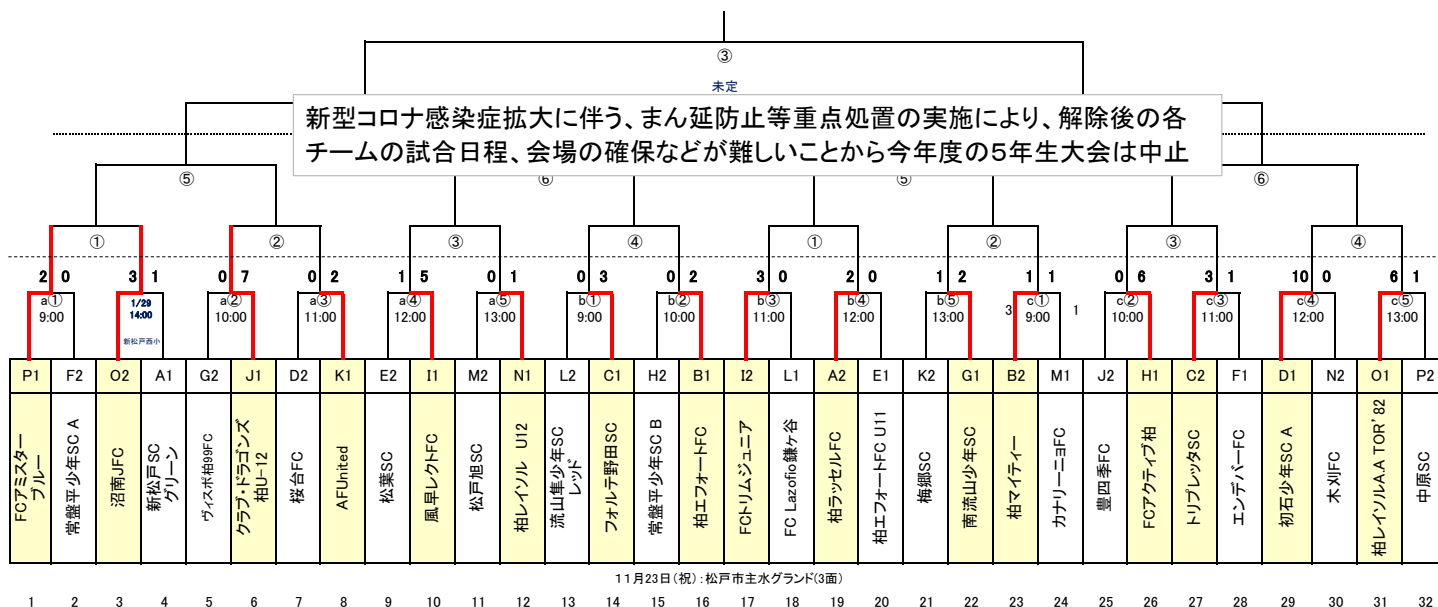 ③
未定
新型コロナ感染症拡大に伴う、まん延防止等重点処置の実施により、解除後の各
チームの試合日程、会場の確保などが難しいことから今年度の5年生大会は中止
⑤ ⑥ ⑤ ⑥
① ② ③ ④ ① ② ③ ④
2 0 3 1 0 7 0 2 1 5 0 1 0 3 0 2 3 0 2 0 1 2 1 1 0 6 3 1 10 0 6 1
a① 1/29 a② a③ a④ a⑤ b① b② b③ b④ b⑤ 3 c① 1 c② c③ c④ c⑤
9:00 14:00 10:00 11:00 12:00 13:00 9:00 10:00 11:00 12:00 13:00 9:00 10:00 11:00 12:00 13:00
新松戸西小
P1 F2 O2 A1 G2 J1 D2 K1 E2 I1 M2 N1 L2 C1 H2 B1 I2 L1 A2 E1 K2 G1 B2 M1 J2 H1 C2 F1 D1 N2 O1 P2
FCアミスター
ブルー
常盤平少年SC A
沼南JFC
新松戸SC
グリーン
ヴィスポ柏99FC
クラブ・ドラゴンズ
柏U-12
桜台FC
AFUnited
松葉SC
風早レクトFC
松戸旭SC
柏レイソル U12
流山隼少年SC
レッド
フォルテ野田SC
常盤平少年SC B
柏エフォートFC
FCトリムジュニア
FC Lazofio鎌ヶ谷
柏ラッセルFC
柏エフォートFC U11
梅郷SC
南流山少年SC
柏マイティー
カナリーニョFC
豊四季FC
FCアクティブ柏
トリプレッタSC
エンデバーFC
初石少年SC A
木刈FC
柏レイソルA.A TOR'82
中原SC
11月23日(祝):松戸市主水グランド(3面)
1 2 3 4 5 6 7 8 9 10 11 12 13 14 15 16 17 18 19 20 21 22 23 24 25 26 27 28 29 30 31 32